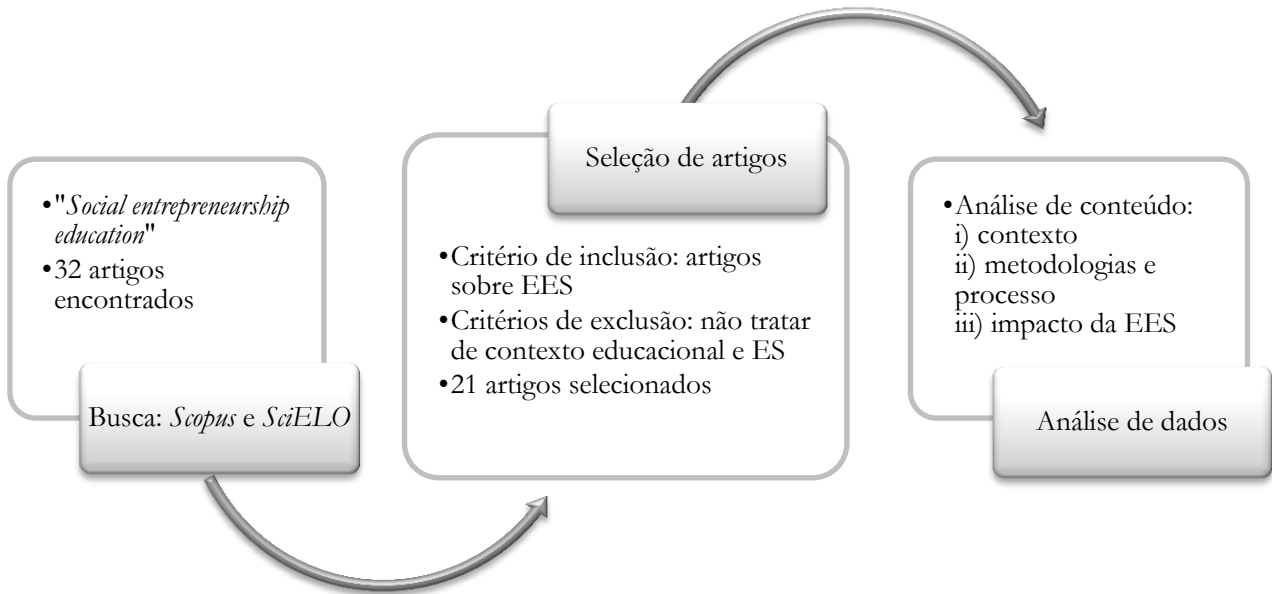 •"Social entrepreneurship
education"
•32 artigos
encontrados
Busca: Scopus e SciELO
Seleção de artigos
•Critério de inclusão: artigos
sobre EES
•Critérios de exclusão: não tratar
de contexto educacional e ES
•21 artigos selecionados
•Análise de conteúdo:
i) contexto
ii) metodologias e
processo
iii) impacto da EES
Análise de dados